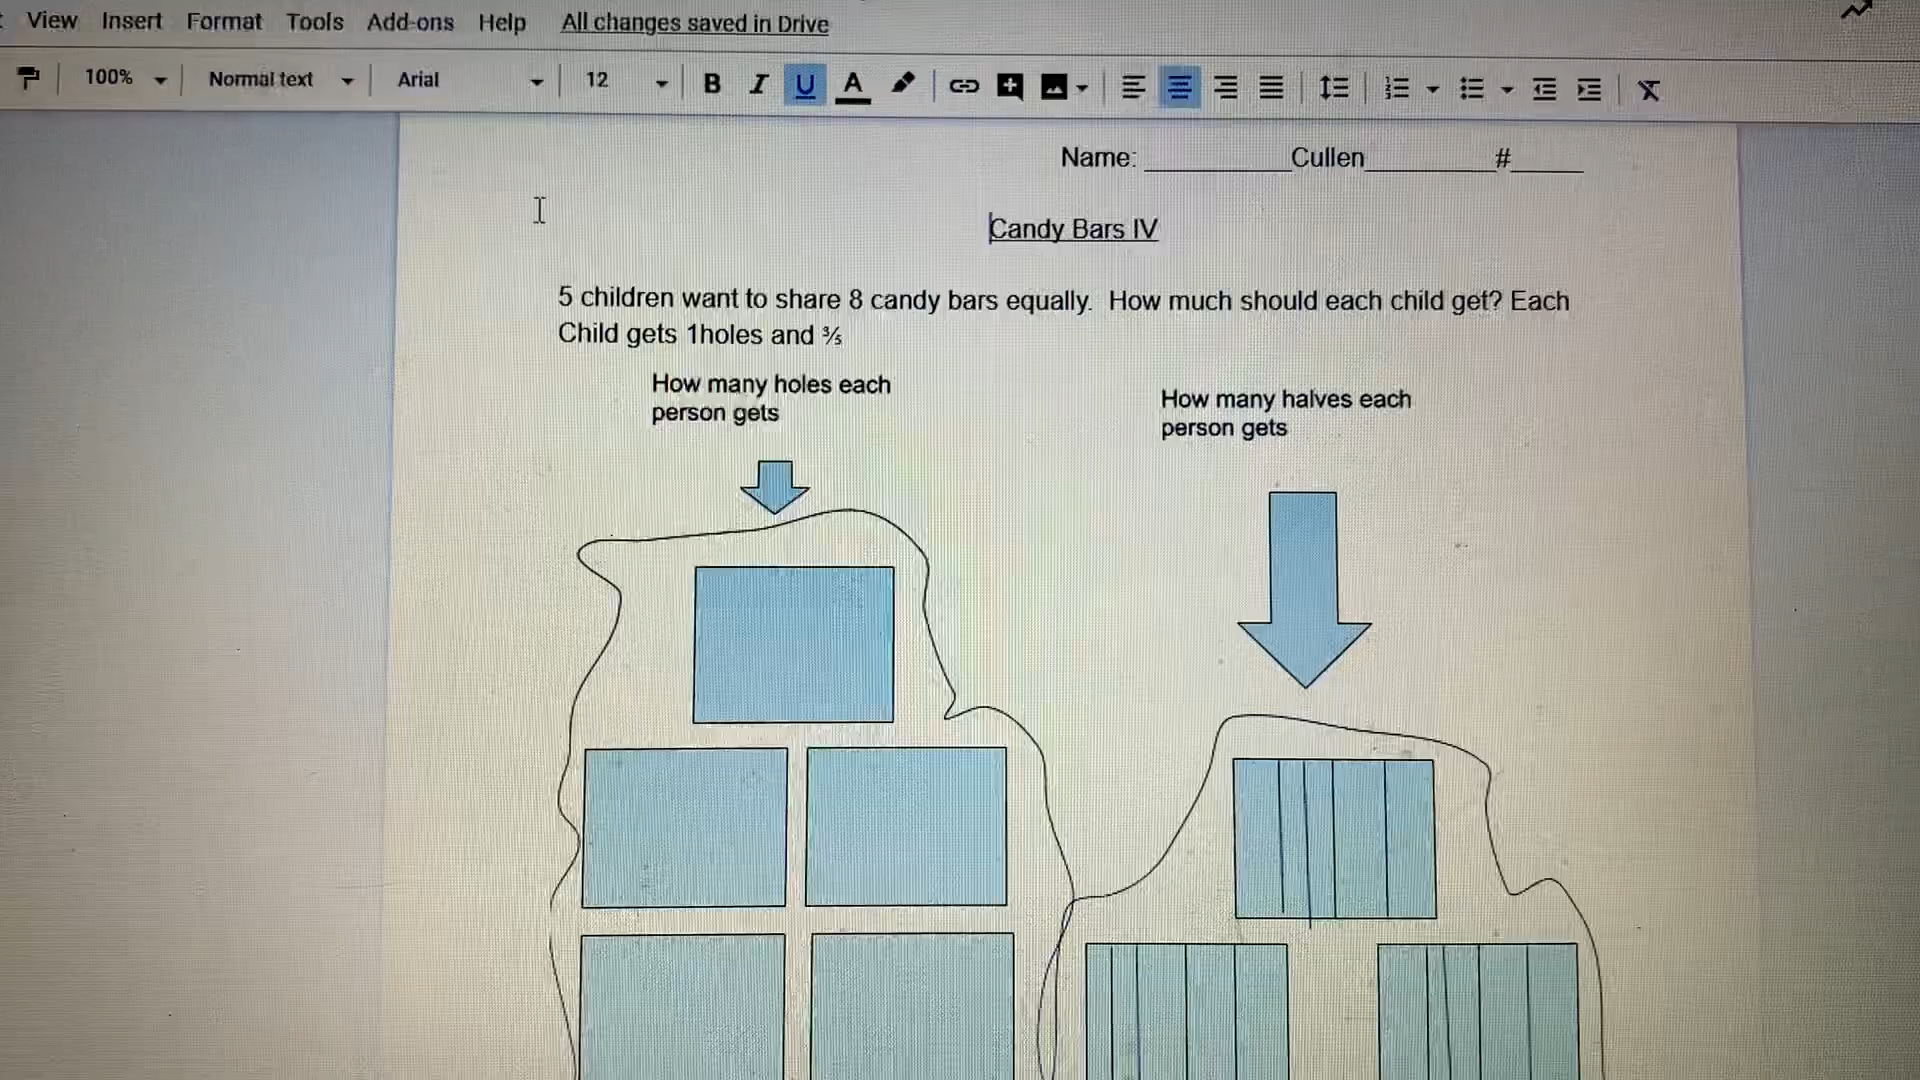 View Insert Format Tools Add-ons Help All changes saved in Drive
100% Normal text Arial 12 B I U A
Name: __________Cullen_________#_____
Candy Bars IV
5 children want to share 8 candy bars equally. How much should each child get? Each
Child gets 1holes and ⅗
How many holes each
person gets
How many halves each
person gets